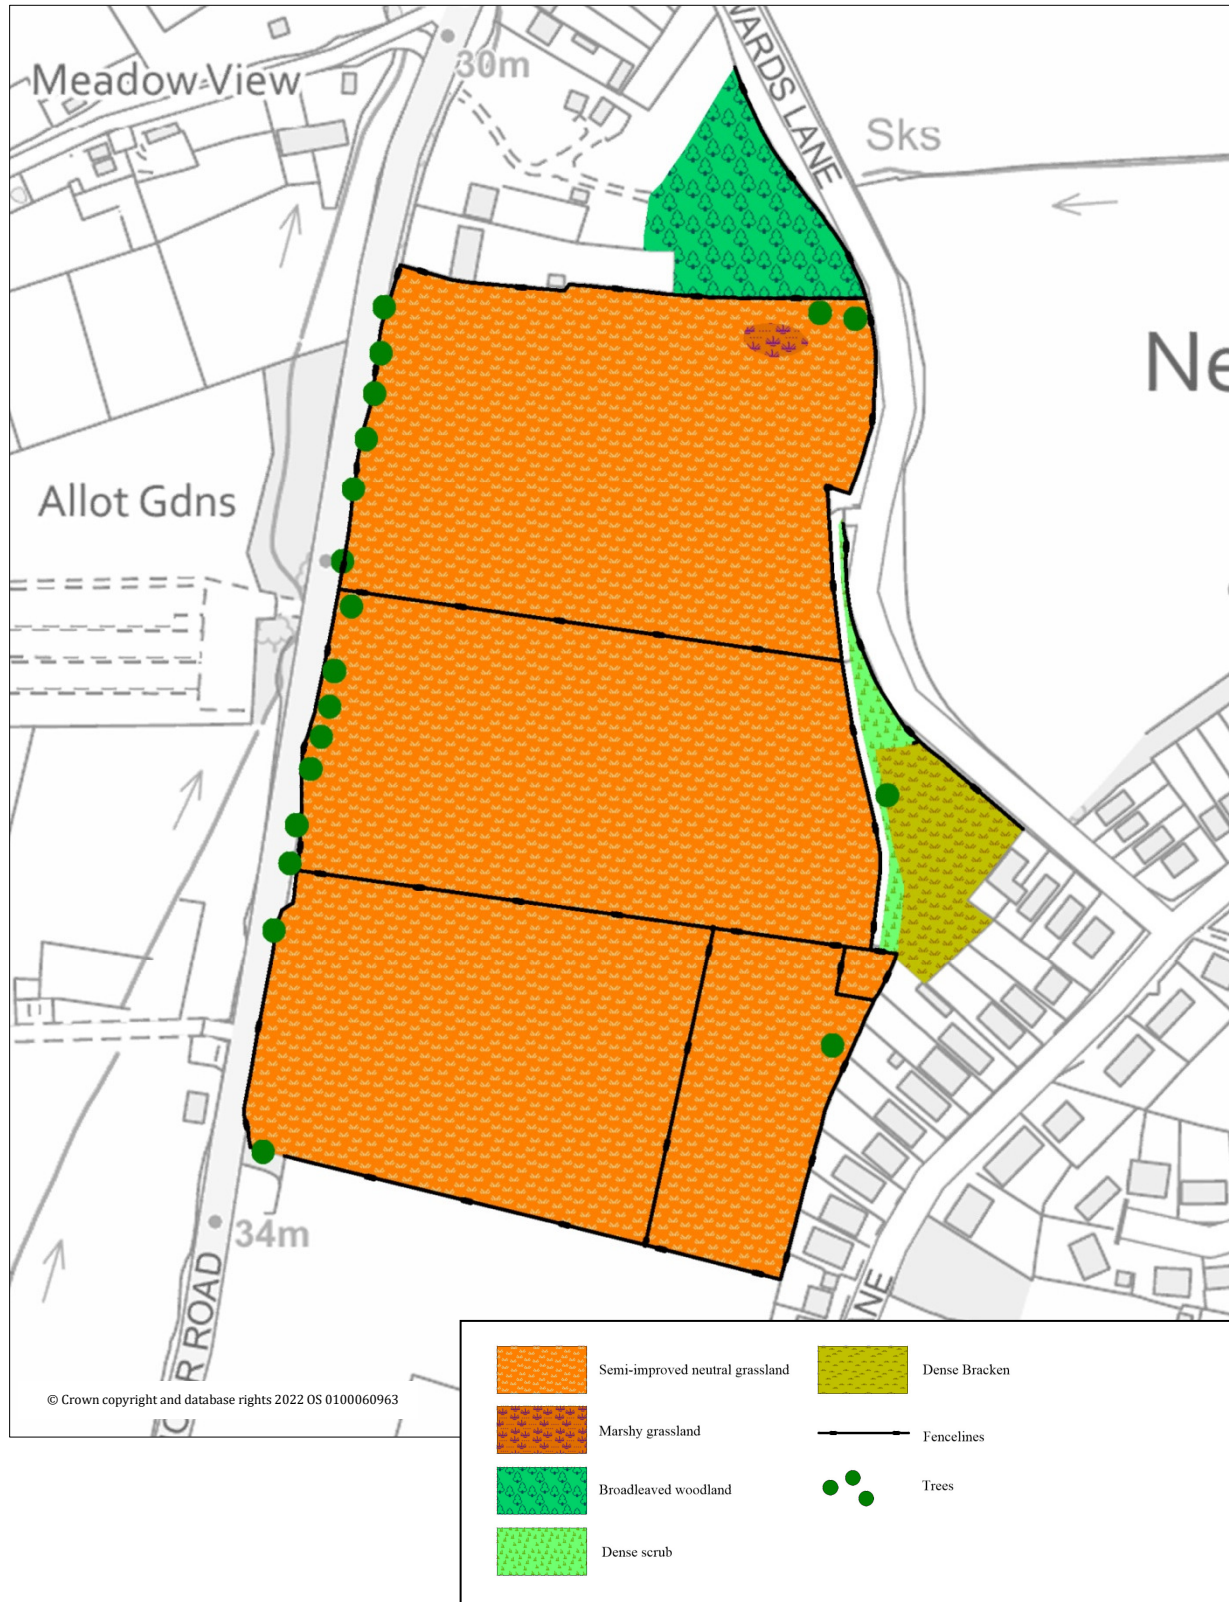 30m
Meadow View
WARDS LANE
Sks
Ne
Allot Gdns
34m
R ROAD
ANE
© Crown copyright and database rights 2022 OS 0100060963
Semi-improved neutral grassland
Dense Bracken
Marshy grassland
Fencelines
Broadleaved woodland
Trees
Dense scrub